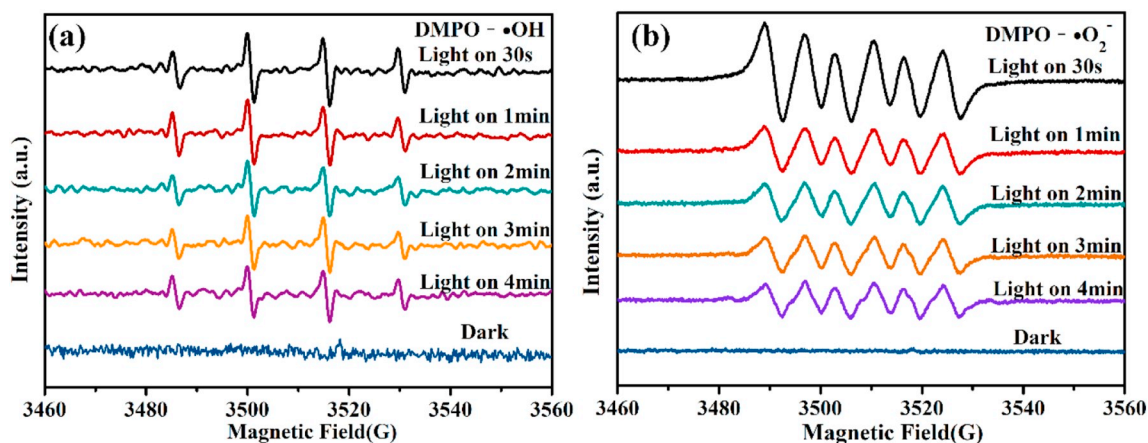 (a)
DMPO - •OH
Light on 30s
Light on 1min
Light on 2min
Light on 3min
Light on 4min
Dark
Intensity (a.u.)
3460 3480 3500 3520 3540 3560
Magnetic Field(G)
(b)
DMPO - •O₂⁻
Light on 30s
Light on 1min
Light on 2min
Light on 3min
Light on 4min
Dark
Intensity (a.u.)
3460 3480 3500 3520 3540 3560
Magnetic Field(G)